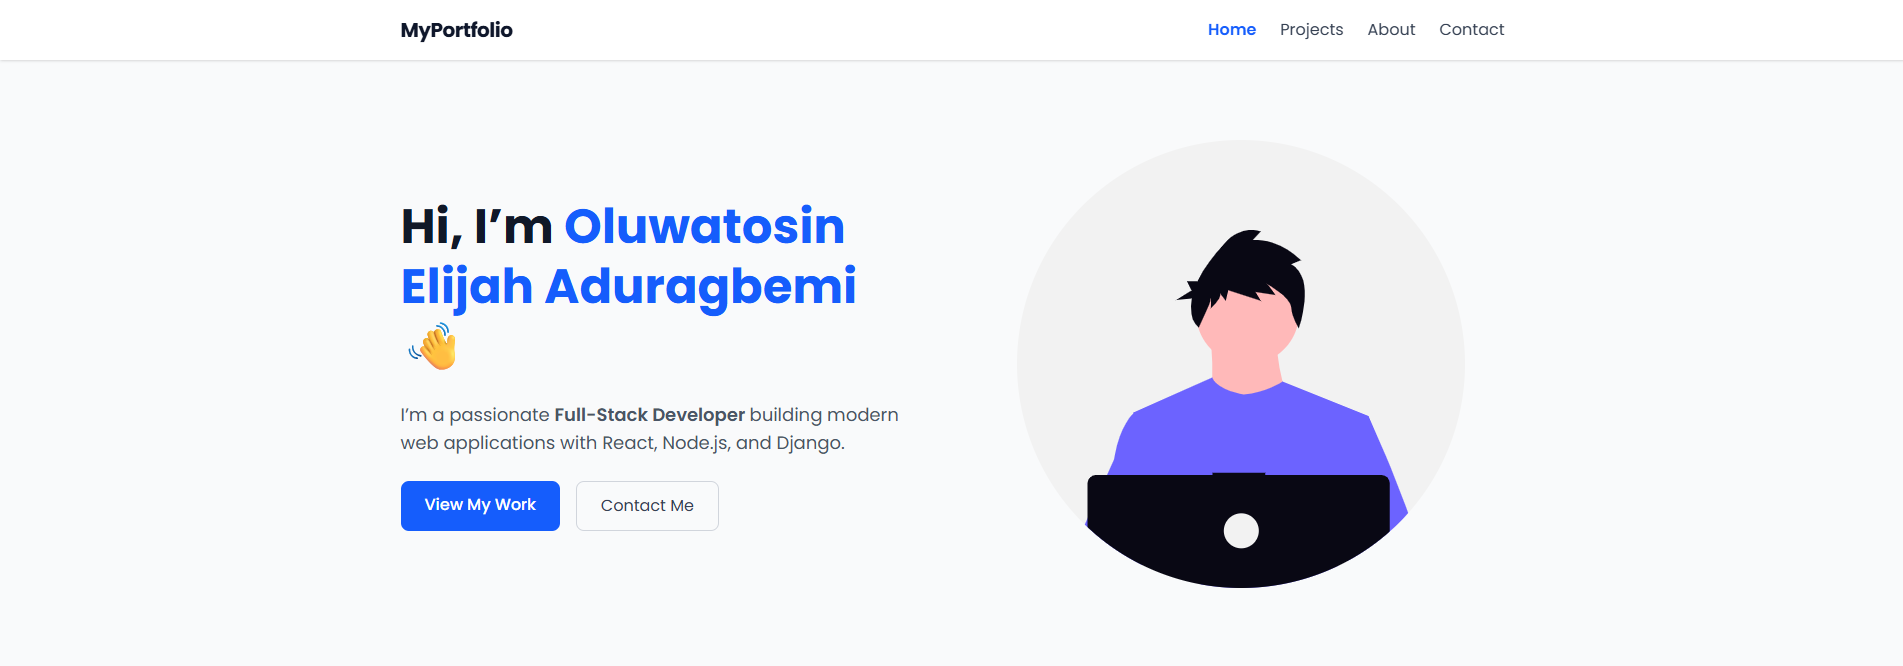 MyPortfolio
Home Projects About Contact
Hi, I’m Oluwatosin
Elijah Aduragbemi
👋
I’m a passionate Full-Stack Developer building modern
web applications with React, Node.js, and Django.
View My Work Contact Me